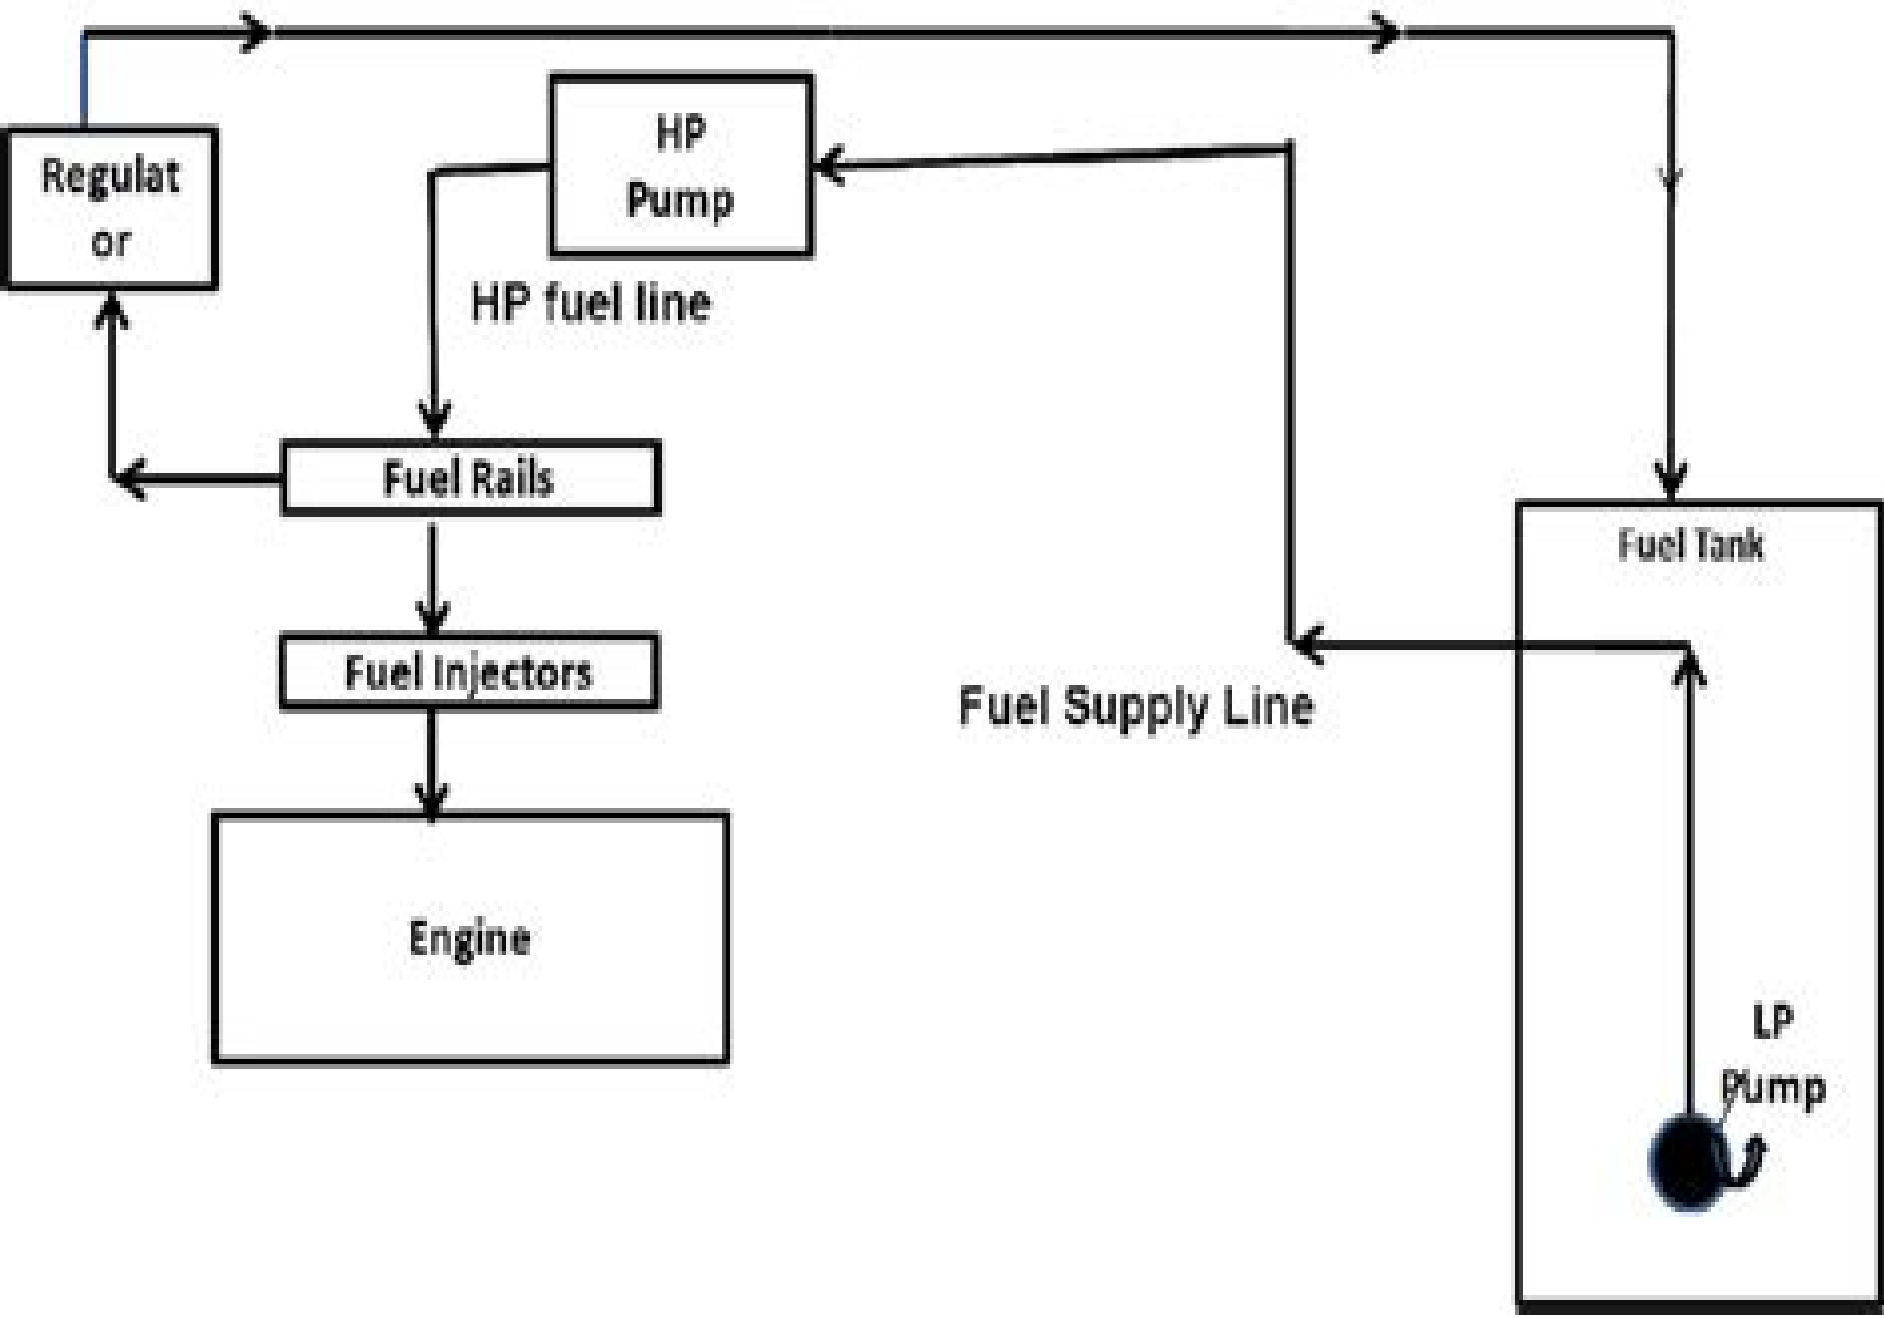 HP
Pump
Regulat
or
HP fuel line
Fuel Rails
Fuel Tank
Fuel Injectors
Fuel Supply Line
Engine
LP
Pump